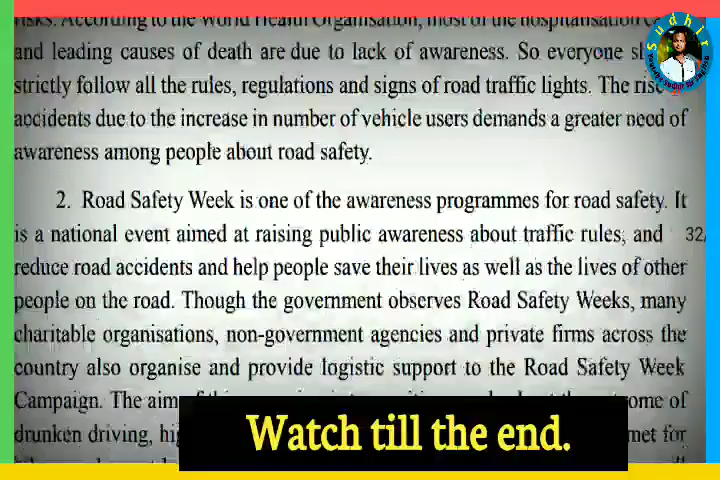 risks. According to the World Health Organisation, most of the hospitalisation
and leading causes of death are due to lack of awareness. So everyone
strictly follow all the rules, regulations and signs of road traffic lights. The rise
accidents due to the increase in number of vehicle users demands a greater need of
awareness among people about road safety.
2. Road Safety Week is one of the awareness programmes for road safety. It
is a national event aimed at raising public awareness about traffic rules, and 32
reduce road accidents and help people save their lives as well as the lives of other
people on the road. Though the government observes Road Safety Weeks, many
charitable organisations, non-government agencies and private firms across the
country also organise and provide logistic support to the Road Safety Week
Campaign. The aim of
drunken driving,
Watch till the end.
Sudhir